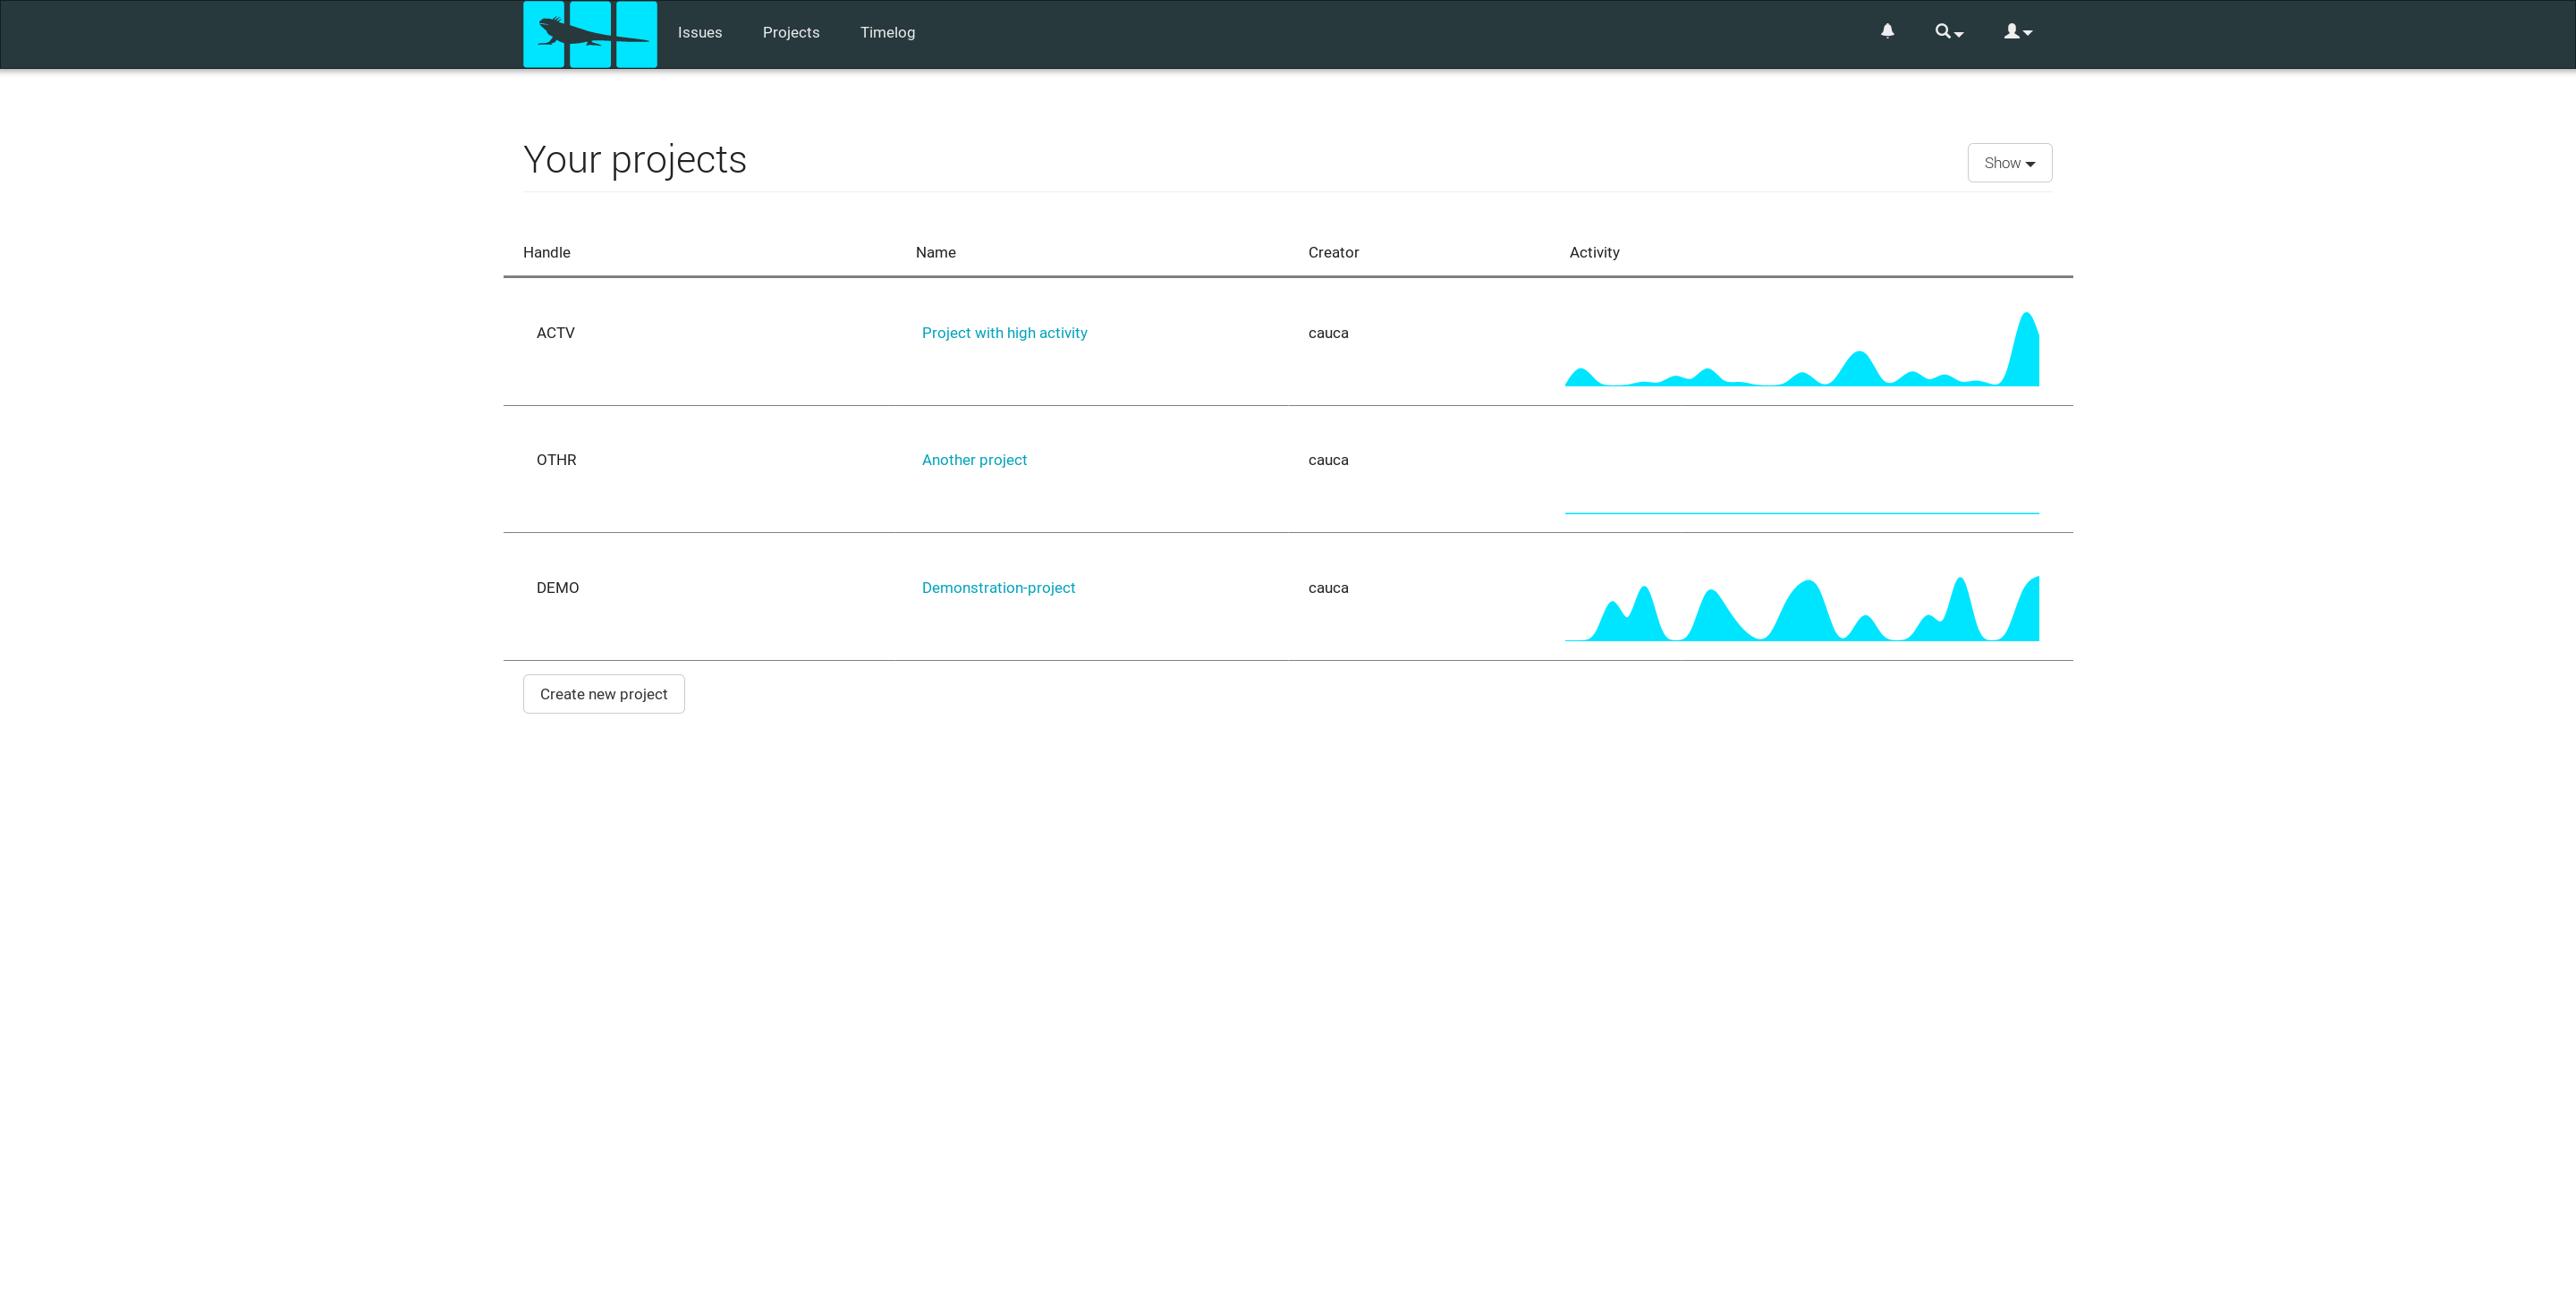 Issues Projects Timelog
Your projects
Show
Handle Name Creator Activity
ACTV Project with high activity cauca
OTHR Another project cauca
DEMO Demonstration-project cauca
Create new project